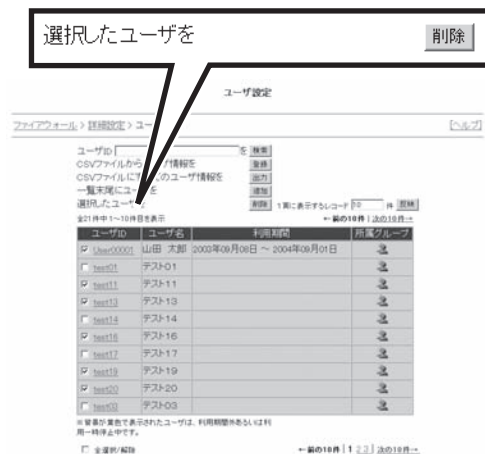 選択したユーザを 削除
ユーザ設定
ファイアウォール > 詳細設定 > ユー [ヘルプ]
ユーザID を 検索
CSVファイルから ザ情報を 登録
CSVファイルに のユーザ情報を 出力
一覧末尾にユー を 追加
選択したユー を 削除 1頁に表示するレコード 10 件 反映
全21件中 1~10件目を表示 ←前の10件 | 次の10件→
ユーザID ユーザ名 利用期間 所属グループ
User00001 山田 太郎 2003年09月08日 ~ 2004年09月01日
test01 テスト01
test11 テスト11
test13 テスト13
test14 テスト14
test16 テスト16
test17 テスト17
test19 テスト19
test20 テスト20
test03 テスト03
※背景が黄色で表示されたユーザは、利用期間外あるいは利
用一時停止中です。
全選択/解除 ←前の10件 | 1 2 3 | 次の10件→